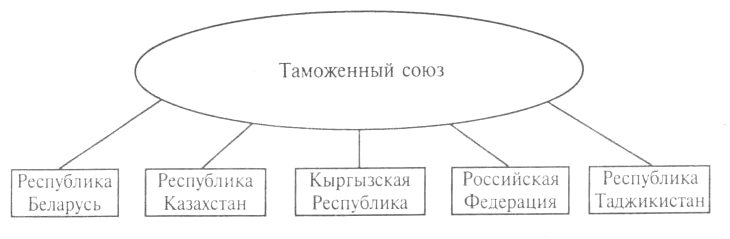 Таможенный союз
Республика
Беларусь
Республика
Казахстан
Кыргызская
Республика
Российская
Федерация
Республика
Таджикистан